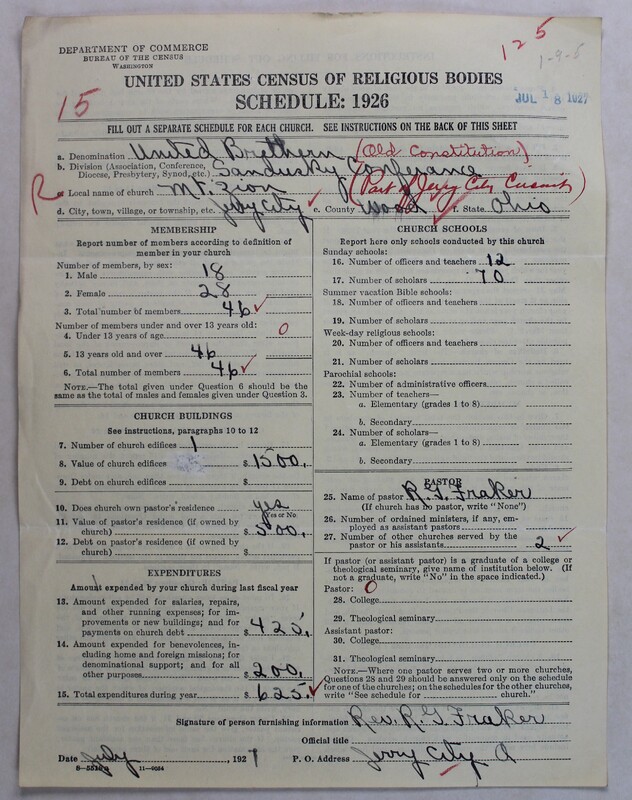 DEPARTMENT OF COMMERCE
BUREAU OF THE CENSUS
WASHINGTON
125
1-9-5
UNITED STATES CENSUS OF RELIGIOUS BODIES
15
SCHEDULE: 1926
JUL 18 1927
FILL OUT A SEPARATE SCHEDULE FOR EACH CHURCH. SEE INSTRUCTIONS ON THE BACK OF THIS SHEET
a. Denomination United Brethern (Old Constitution)
b. Division (Association, Conference, Diocese, Presbytery, Synod, etc.) Sandusky Conference
R
c. Local name of church Mt. Zion (Part of Jerry City Circuit)
d. City, town, village, or township, etc. Jerry City e. County Wood f. State Ohio
MEMBERSHIP
Report number of members according to definition of
member in your church
Number of members, by sex:
1. Male 18
2. Female 28
3. Total number of members 46
Number of members under and over 13 years old:
4. Under 13 years of age 0
5. 13 years old and over 46
6. Total number of members 46
NOTE.—The total given under Question 6 should be the
same as the total of males and females given under Question 3.
CHURCH BUILDINGS
See instructions, paragraphs 10 to 12
7. Number of church edifices 1
8. Value of church edifices $1500.
9. Debt on church edifices $
10. Does church own pastor's residence yes
Yes or No
11. Value of pastor's residence (if owned by
church) $500.
12. Debt on pastor's residence (if owned by
church) $
EXPENDITURES
Amount expended by your church during last fiscal year
13. Amount expended for salaries, repairs,
and other running expenses; for im-
provements or new buildings; and for
payments on church debt $425.
14. Amount expended for benevolences, in-
cluding home and foreign missions; for
denominational support; and for all
other purposes $200.
15. Total expenditures during year $625.
CHURCH SCHOOLS
Report here only schools conducted by this church
Sunday schools:
16. Number of officers and teachers 12
17. Number of scholars 70
Summer vacation Bible schools:
18. Number of officers and teachers
19. Number of scholars
Week-day religious schools:
20. Number of officers and teachers
21. Number of scholars
Parochial schools:
22. Number of administrative officers
23. Number of teachers—
a. Elementary (grades 1 to 8)
b. Secondary
24. Number of scholars—
a. Elementary (grades 1 to 8)
b. Secondary
PASTOR
25. Name of pastor R. G. Fraker
(If church has no pastor, write "None")
26. Number of ordained ministers, if any, em-
ployed as assistant pastors
27. Number of other churches served by the
pastor or his assistants 2
If pastor (or assistant pastor) is a graduate of a college or
theological seminary, give name of institution below. (If
not a graduate, write "No" in the space indicated.)
Pastor: 0
28. College
29. Theological seminary
Assistant pastor:
30. College
31. Theological seminary
NOTE.—Where one pastor serves two or more churches,
Questions 28 and 29 should be answered only on the schedule
for one of the churches; on the schedules for the other churches,
write "See schedule for church."
Signature of person furnishing information Rev. R. G. Fraker
Official title
Date July, 1927 P. O. Address Jerry City O
11—9054